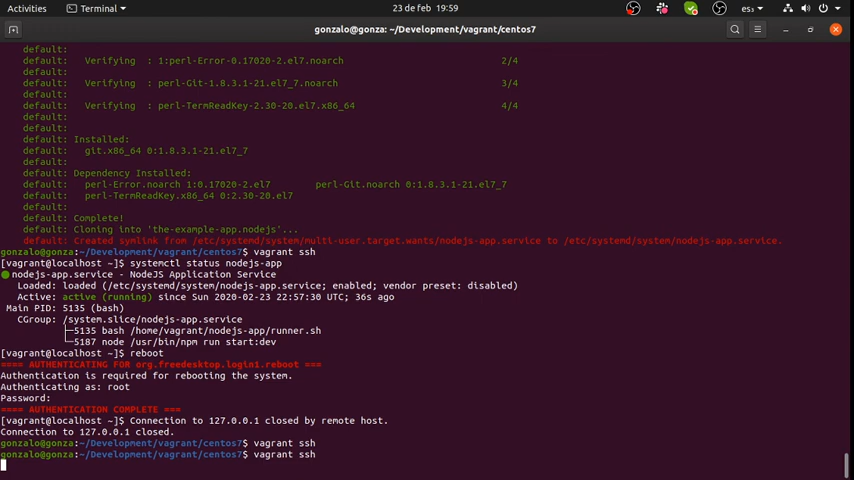 Activities
Terminal
23 de feb 19:59
es₃
gonzalo@gonza: ~/Development/vagrant/centos7
default:
default: Verifying : 1:perl-Error-0.17020-2.el7.noarch 2/4
default:
default: Verifying : perl-Git-1.8.3.1-21.el7_7.noarch 3/4
default:
default: Verifying : perl-TermReadKey-2.30-20.el7.x86_64 4/4
default:
default:
default: Installed:
default: git.x86_64 0:1.8.3.1-21.el7_7
default:
default: Dependency Installed:
default: perl-Error.noarch 1:0.17020-2.el7 perl-Git.noarch 0:1.8.3.1-21.el7_7
default: perl-TermReadKey.x86_64 0:2.30-20.el7
default:
default: Complete!
default: Cloning into 'the-example-app.nodejs'...
default: Created symlink from /etc/systemd/system/multi-user.target.wants/nodejs-app.service to /etc/systemd/system/nodejs-app.service.
gonzalo@gonza:~/Development/vagrant/centos7$ vagrant ssh
[vagrant@localhost ~]$ systemctl status nodejs-app
● nodejs-app.service - NodeJS Application Service
Loaded: loaded (/etc/systemd/system/nodejs-app.service; enabled; vendor preset: disabled)
Active: active (running) since Sun 2020-02-23 22:57:30 UTC; 36s ago
Main PID: 5135 (bash)
CGroup: /system.slice/nodejs-app.service
├─5135 bash /home/vagrant/nodejs-app/runner.sh
└─5187 node /usr/bin/npm run start:dev
[vagrant@localhost ~]$ reboot
==== AUTHENTICATING FOR org.freedesktop.login1.reboot ===
Authentication is required for rebooting the system.
Authenticating as: root
Password:
==== AUTHENTICATION COMPLETE ===
[vagrant@localhost ~]$ Connection to 127.0.0.1 closed by remote host.
Connection to 127.0.0.1 closed.
gonzalo@gonza:~/Development/vagrant/centos7$ vagrant ssh
gonzalo@gonza:~/Development/vagrant/centos7$ vagrant ssh